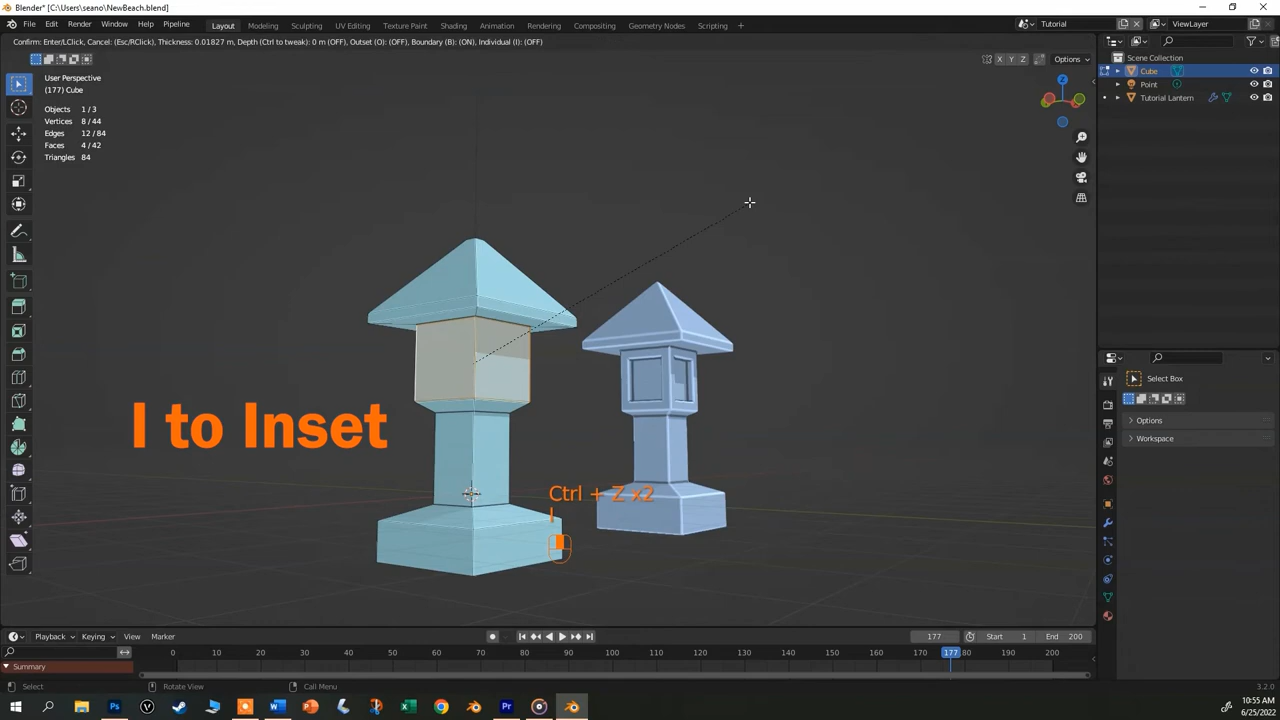 Blender* [C:\Users\seano\NewBeach.blend]
File Edit Render Window Help Pipeline Layout Modeling Sculpting UV Editing Texture Paint Shading Animation Rendering Compositing Geometry Nodes Scripting Tutorial ViewLayer
Confirm: Enter/LClick, Cancel: (Esc/RClick), Thickness: 0.01827 m, Depth (Ctrl to tweak): 0 m (OFF), Outset (O): (OFF), Boundary (B): (ON), Individual (I): (OFF)
X Y Z Options
User Perspective
(177) Cube
Objects 1/3
Vertices 8/44
Edges 12/84
Faces 4/42
Triangles 84
Z
Scene Collection
Cube
Point
Tutorial Lantern
Select Box
Options
Workspace
I to Inset
Ctrl + Z x2
I
Playback Keying View Marker 177 Start 1 End 200
0 10 20 30 40 50 60 70 80 90 100 110 120 130 140 150 160 170 177 180 190 200
Summary
Select Rotate View Call Menu 3.2.0
10:55 AM
6/25/2022